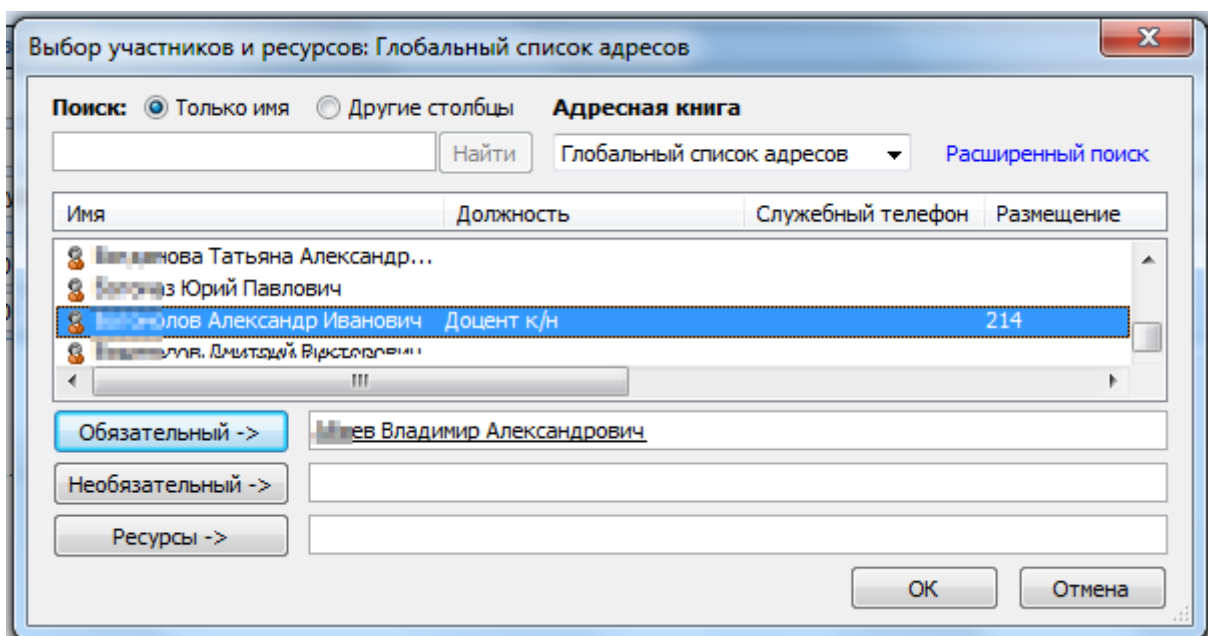 Выбор участников и ресурсов: Глобальный список адресов
Поиск: Только имя Другие столбцы Адресная книга
Найти Глобальный список адресов Расширенный поиск
Имя Должность Служебный телефон Размещение
Татьяна Александр...
Юрий Павлович
Александр Иванович Доцент к/н 214
Дмитрий Викторович
Обязательный -> Владимир Александрович
Необязательный ->
Ресурсы ->
ОК Отмена